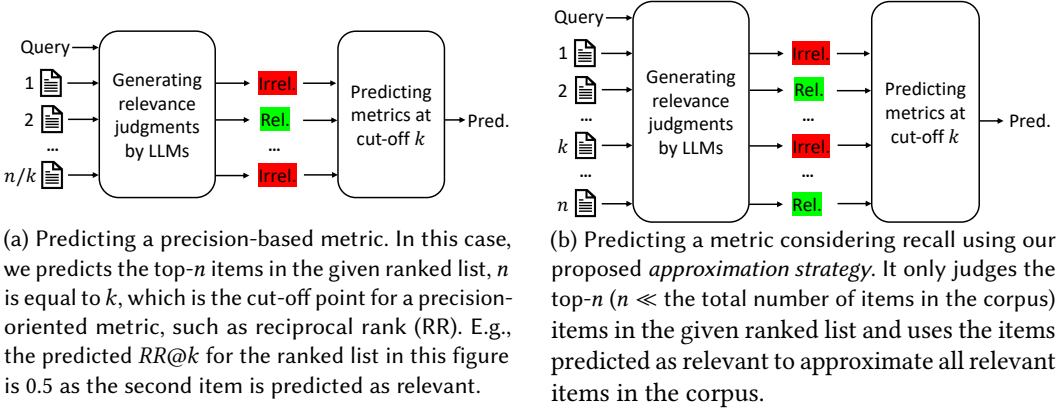 Query
1
2
...
n/k
Generating
relevance
judgments
by LLMs
Irrel.
Rel.
...
Irrel.
Predicting
metrics at
cut-off k
Pred.
(a) Predicting a precision-based metric. In this case,
we predicts the top-n items in the given ranked list, n
is equal to k, which is the cut-off point for a precision-
oriented metric, such as reciprocal rank (RR). E.g.,
the predicted RR@k for the ranked list in this figure
is 0.5 as the second item is predicted as relevant.
Query
1
2
...
k
...
n
Generating
relevance
judgments
by LLMs
Irrel.
Rel.
...
Irrel.
...
Rel.
Predicting
metrics at
cut-off k
Pred.
(b) Predicting a metric considering recall using our
proposed approximation strategy. It only judges the
top-n (n ≪ the total number of items in the corpus)
items in the given ranked list and uses the items
predicted as relevant to approximate all relevant
items in the corpus.